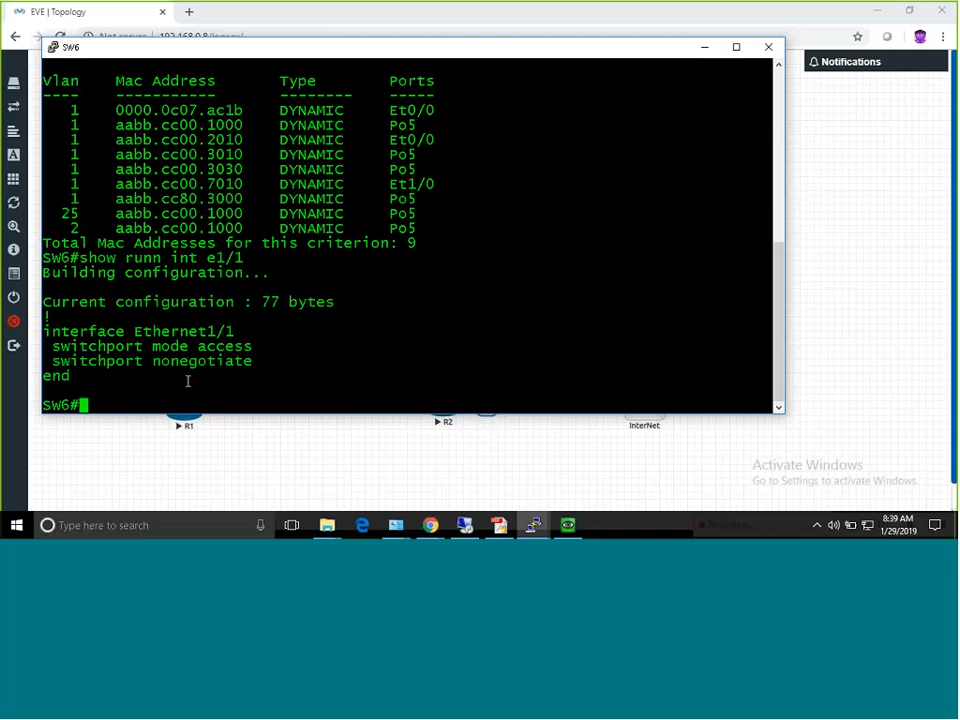 EVE | Topology
SW6
Notifications
Vlan Mac Address Type Ports
---- ----------- -------- -----
1 0000.0c07.ac1b DYNAMIC Et0/0
1 aabb.cc00.1000 DYNAMIC Po5
1 aabb.cc00.2010 DYNAMIC Et0/0
1 aabb.cc00.3010 DYNAMIC Po5
1 aabb.cc00.3030 DYNAMIC Po5
1 aabb.cc00.7010 DYNAMIC Et1/0
1 aabb.cc80.3000 DYNAMIC Po5
25 aabb.cc00.1000 DYNAMIC Po5
2 aabb.cc00.1000 DYNAMIC Po5
Total Mac Addresses for this criterion: 9
SW6#show runn int e1/1
Building configuration...
Current configuration : 77 bytes
!
interface Ethernet1/1
switchport mode access
switchport nonegotiate
end
SW6#
R1
R2
InterNet
Activate Windows
Go to Settings to activate Windows.
Type here to search
8:39 AM
1/29/2019